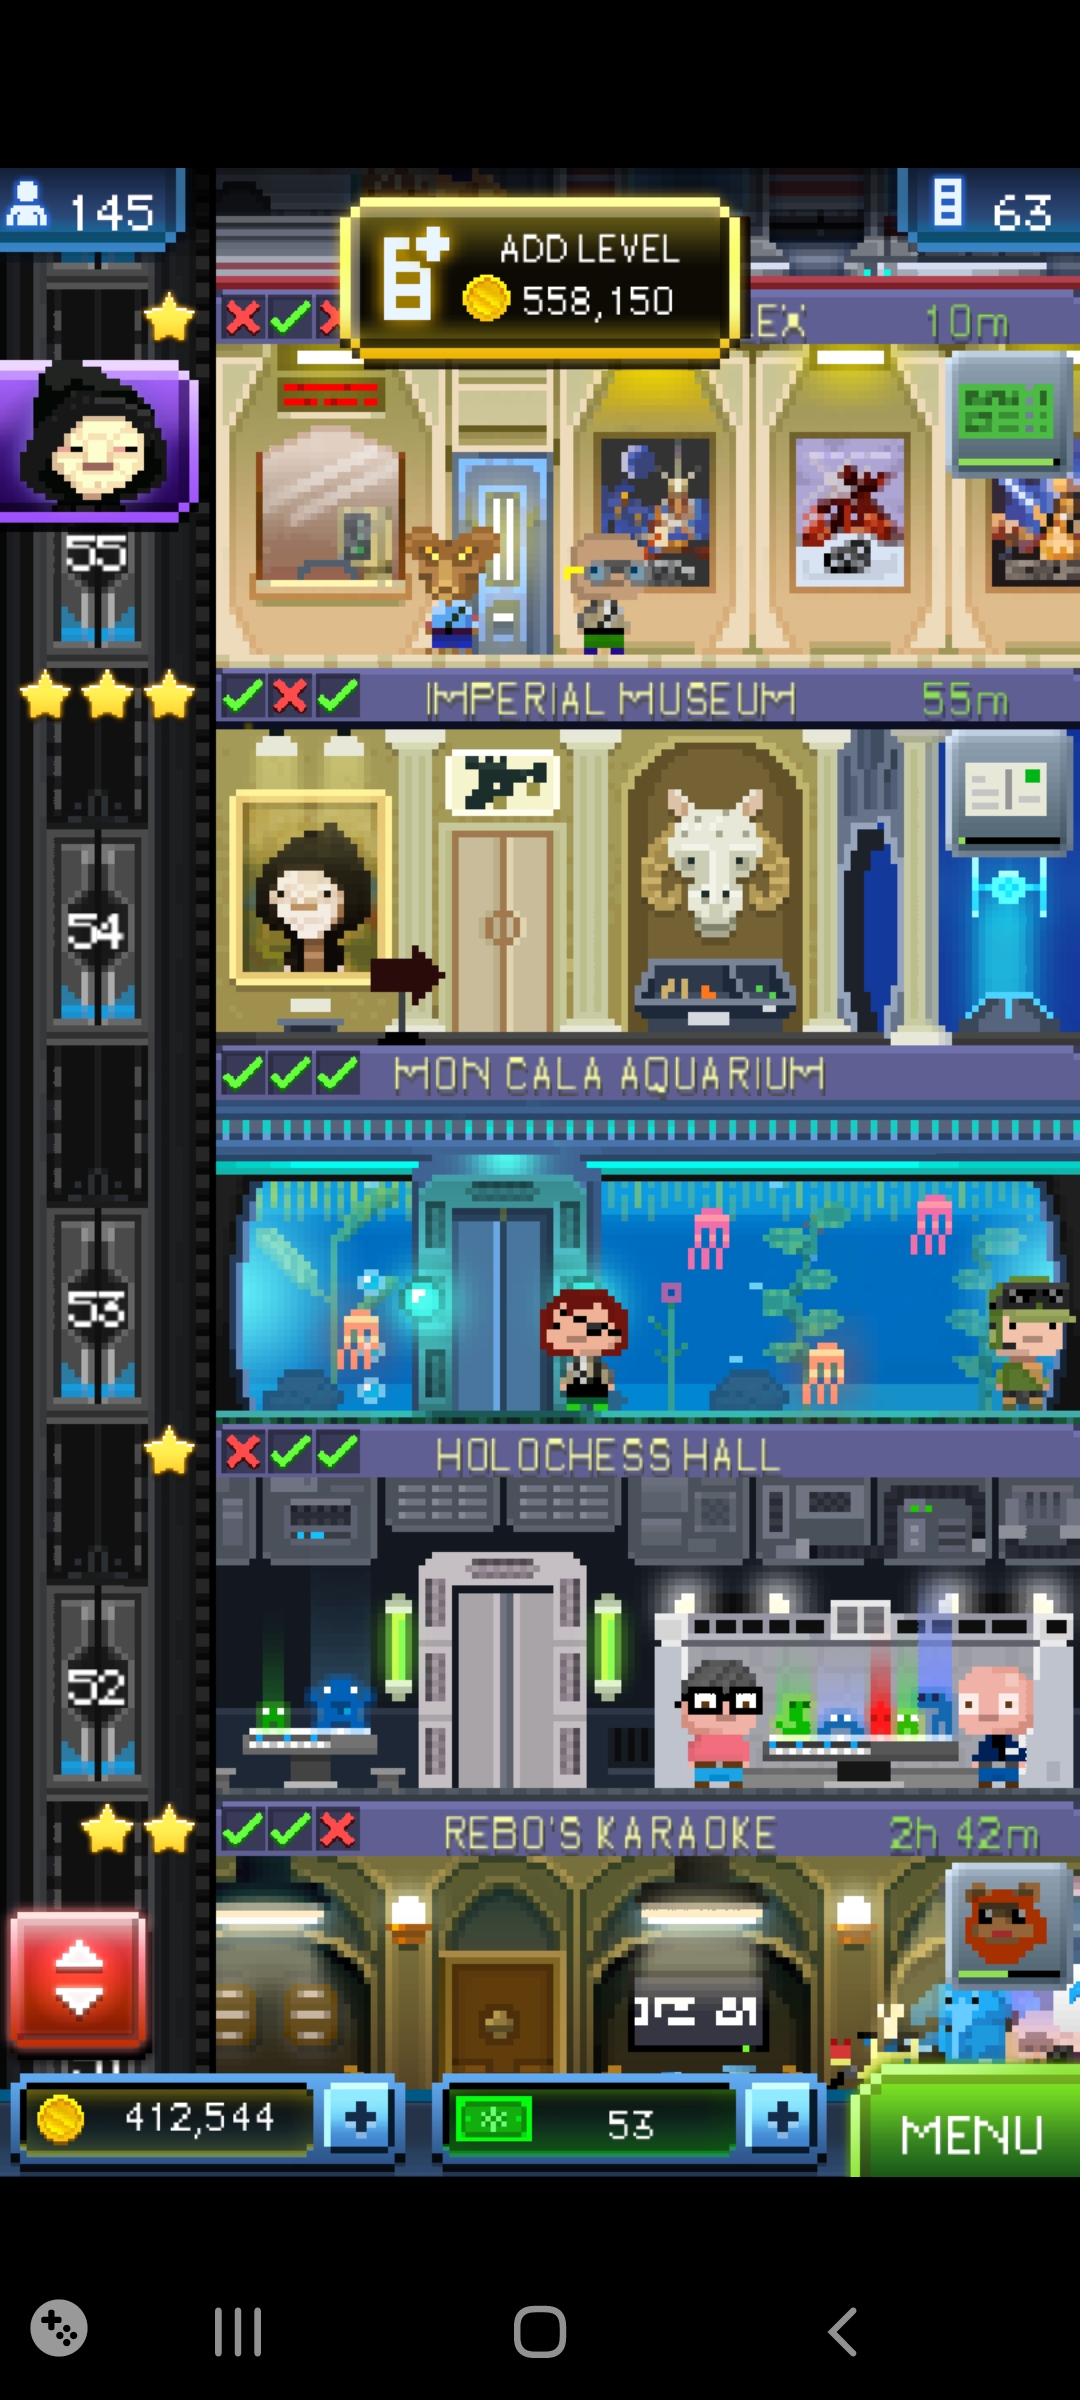 145
63
ADD LEVEL
558,150
EX
10m
55
IMPERIAL MUSEUM
55m
54
MON CALA AQUARIUM
53
HOLOCHESS HALL
52
REBO'S KARAOKE
2h 42m
412,544
53
MENU